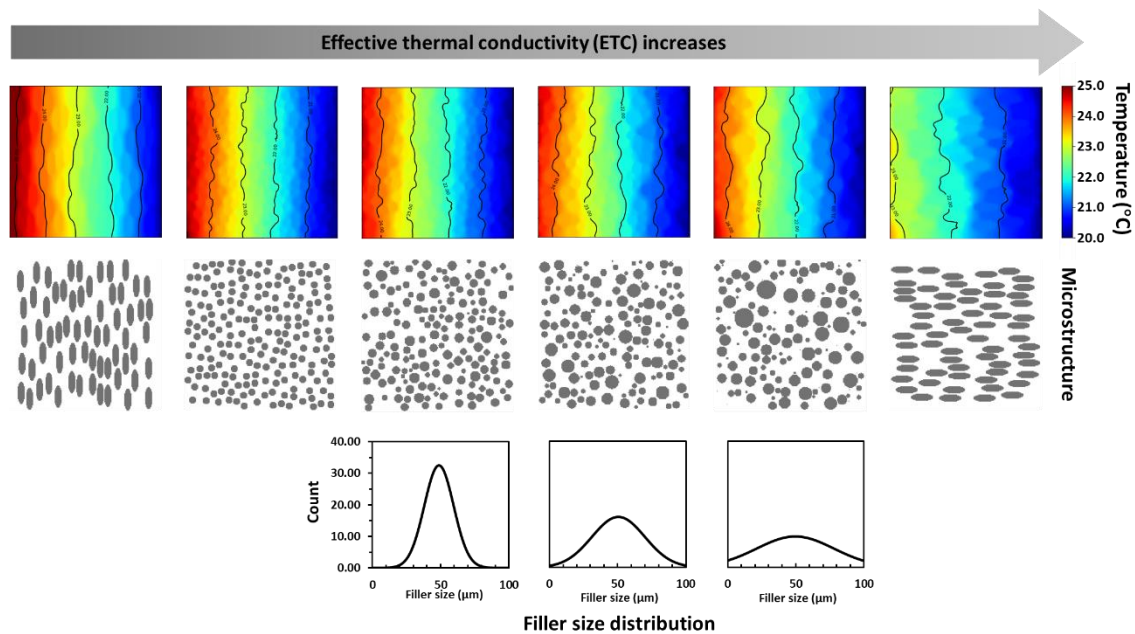 Effective thermal conductivity (ETC) increases
25.0
24.0
23.0
22.0
21.0
20.0
Temperature (°C)
Microstructure
40.00
30.00
20.00
10.00
0.00
Count
0 50 100
Filler size (µm)
0 50 100
Filler size (µm)
0 50 100
Filler size (µm)
Filler size distribution